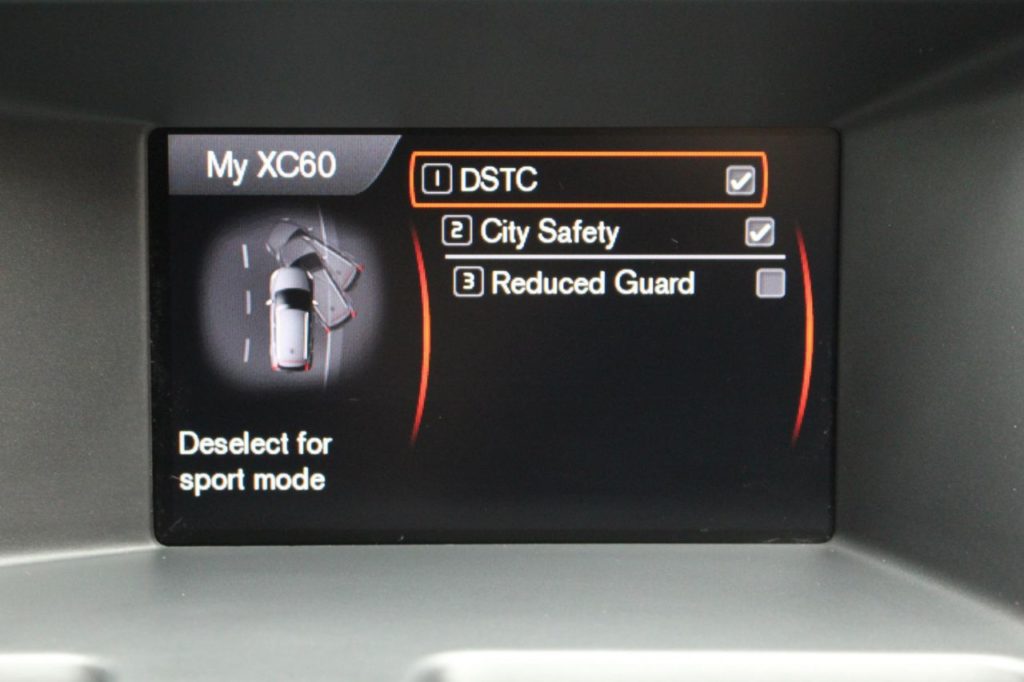 My XC60
1 DSTC
2 City Safety
3 Reduced Guard
Deselect for
sport mode